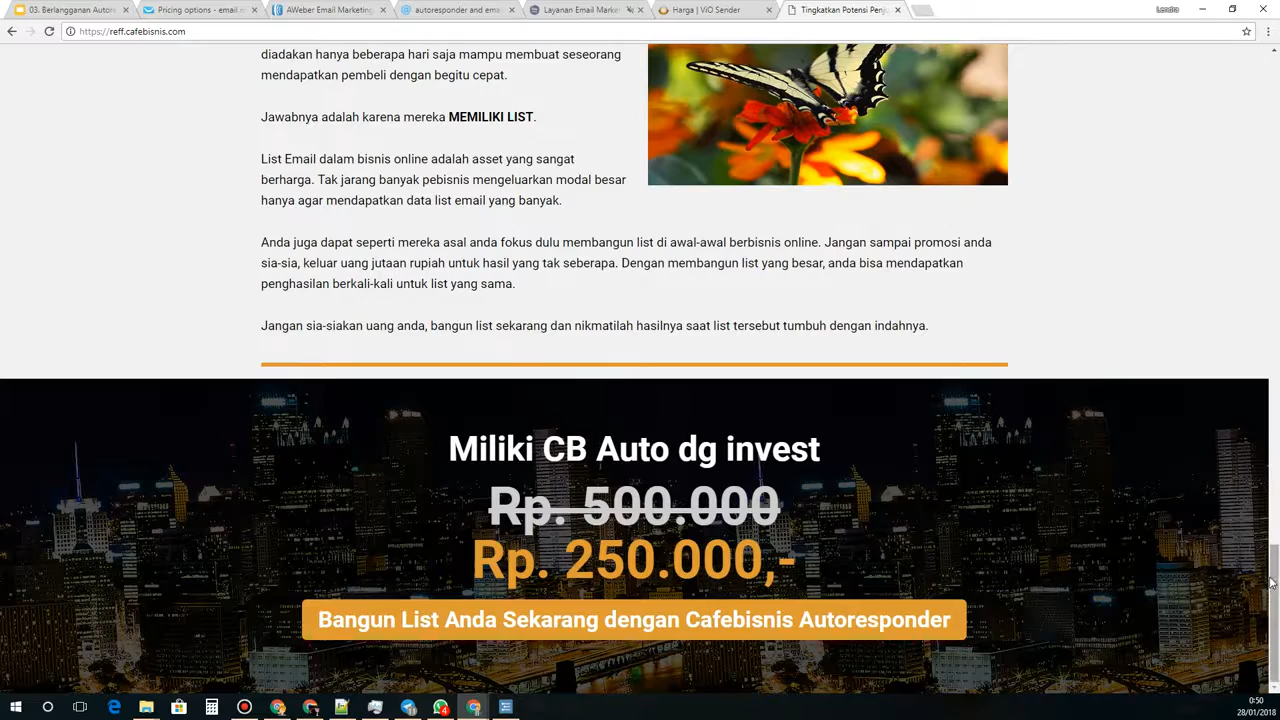 03. Berlangganan Autore
Pricing options - email m
AWeber Email Marketing
autoresponder and ema
Layanan Email Marke
Harga | ViO Sender
Tingkatkan Potensi Penju
Lendra
https://reff.cafebisnis.com
diadakan hanya beberapa hari saja mampu membuat seseorang
mendapatkan pembeli dengan begitu cepat.
Jawabnya adalah karena mereka MEMILIKI LIST.
List Email dalam bisnis online adalah asset yang sangat
berharga. Tak jarang banyak pebisnis mengeluarkan modal besar
hanya agar mendapatkan data list email yang banyak.
Anda juga dapat seperti mereka asal anda fokus dulu membangun list di awal-awal berbisnis online. Jangan sampai promosi anda
sia-sia, keluar uang jutaan rupiah untuk hasil yang tak seberapa. Dengan membangun list yang besar, anda bisa mendapatkan
penghasilan berkali-kali untuk list yang sama.
Jangan sia-siakan uang anda, bangun list sekarang dan nikmatilah hasilnya saat list tersebut tumbuh dengan indahnya.
Miliki CB Auto dg invest
Rp. 500.000
Rp. 250.000,-
Bangun List Anda Sekarang dengan Cafebisnis Autoresponder
4
0:50
28/01/2018